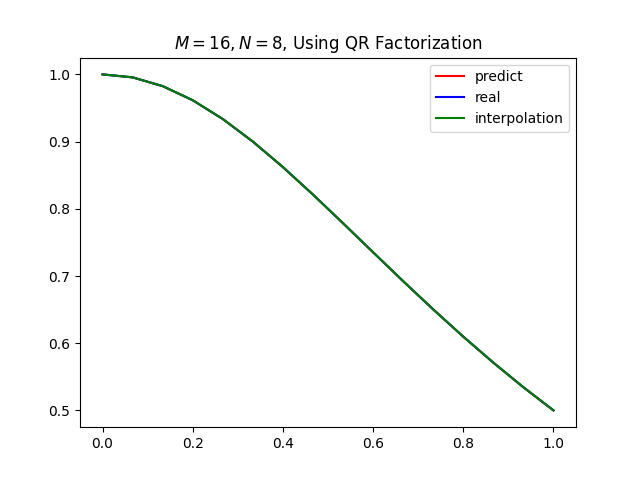 M = 16, N = 8, Using QR Factorization
predict
real
interpolation
1.0
0.9
0.8
0.7
0.6
0.5
0.0 0.2 0.4 0.6 0.8 1.0